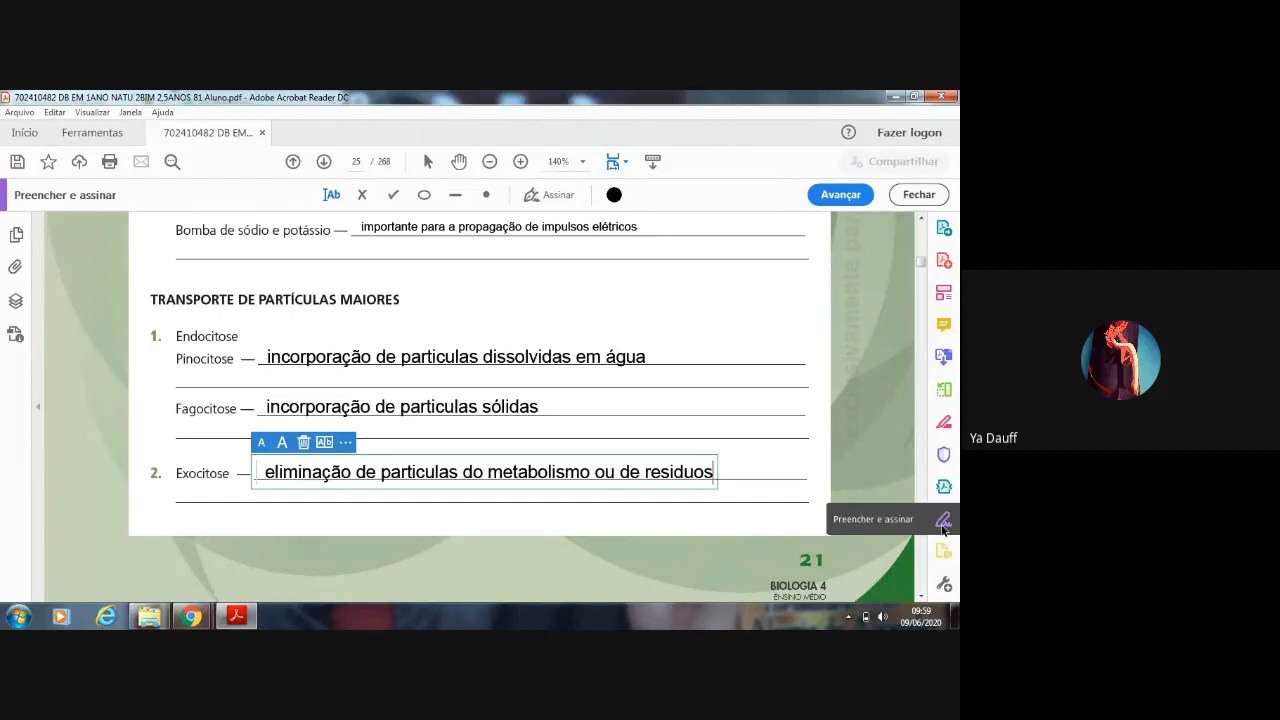 702410482 DB EM 1ANO NATU 2BIM 2,5ANOS 81 Aluno.pdf - Adobe Acrobat Reader DC
Arquivo Editar Visualizar Janela Ajuda
Início Ferramentas 702410482 DB EM... × Fazer logon
25 / 268 140% Compartilhar
Preencher e assinar Ab Assinar Avançar Fechar
Bomba de sódio e potássio — importante para a propagação de impulsos elétricos
TRANSPORTE DE PARTÍCULAS MAIORES
1. Endocitose
Pinocitose — incorporação de particulas dissolvidas em água
Fagocitose — incorporação de particulas sólidas
A A Ab ...
2. Exocitose — eliminação de particulas do metabolismo ou de residuos
Preencher e assinar
21
BIOLOGIA 4
ENSINO MÉDIO
09:59
09/06/2020
Ya Dauff